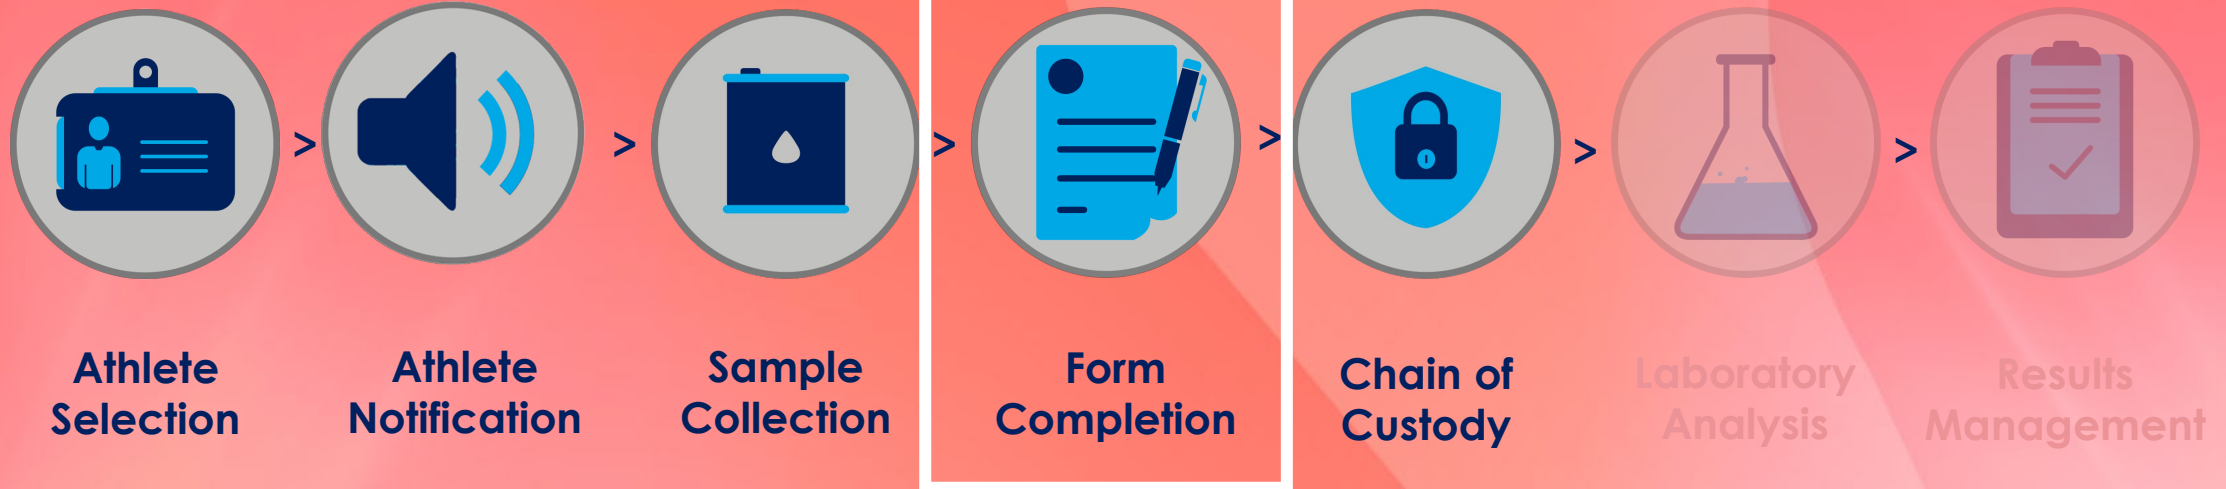 >
>
>
>
>
>
Athlete
Selection
Athlete
Notification
Sample
Collection
Form
Completion
Chain of
Custody
Laboratory
Analysis
Results
Management